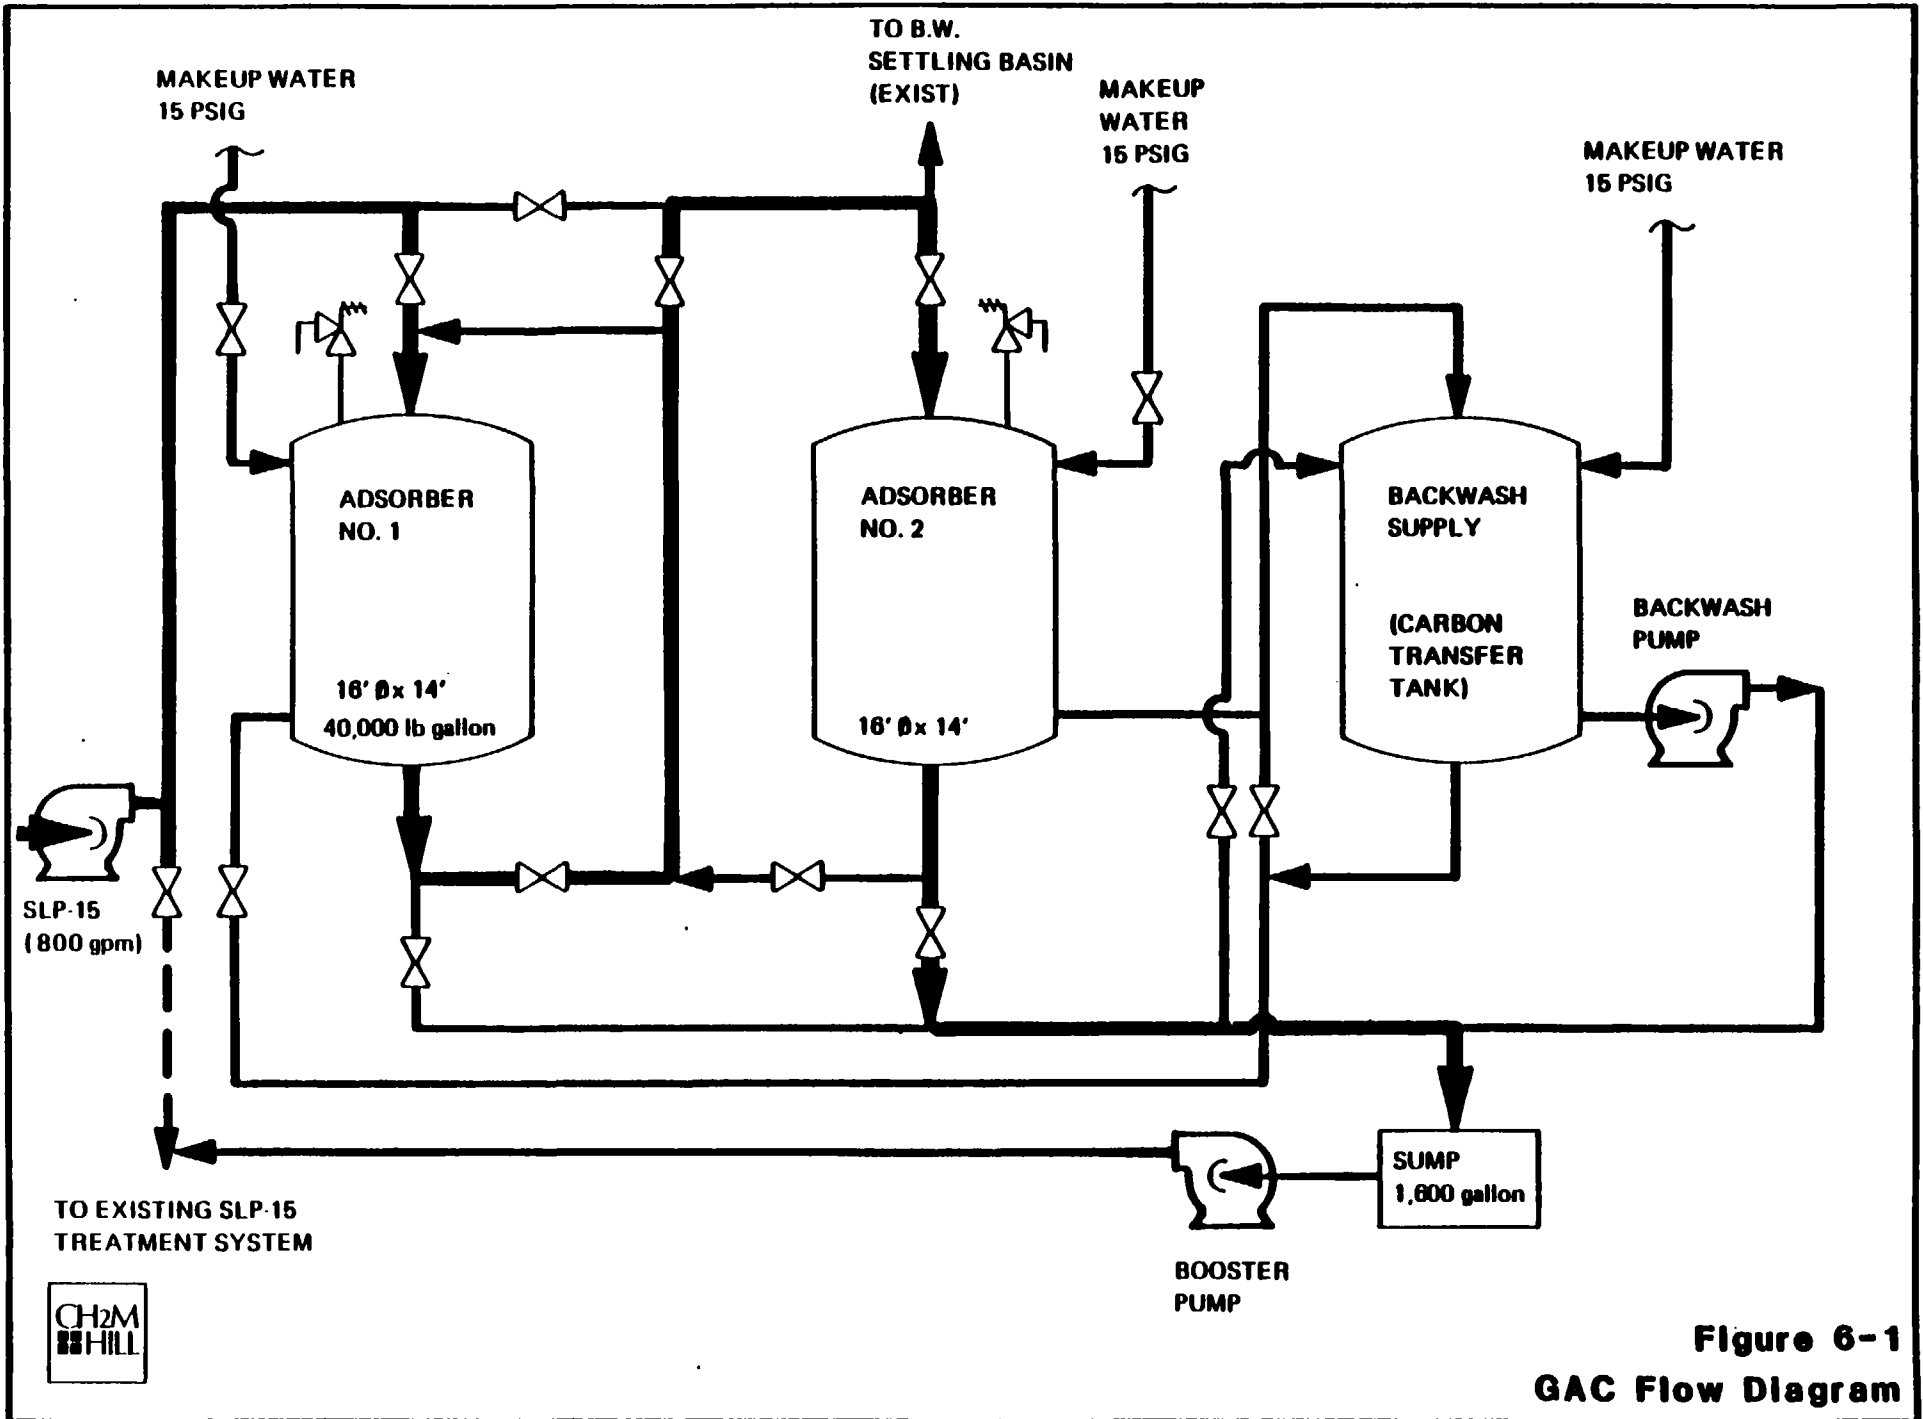 TO B.W.
SETTLING BASIN
(EXIST)
MAKEUP WATER
15 PSIG
MAKEUP
WATER
15 PSIG
MAKEUP WATER
15 PSIG
ADSORBER
NO. 1
16' Ø x 14'
40,000 lb gallon
ADSORBER
NO. 2
16' Ø x 14'
BACKWASH
SUPPLY
(CARBON
TRANSFER
TANK)
BACKWASH
PUMP
SLP-15
(800 gpm)
SUMP
1,600 gallon
TO EXISTING SLP-15
TREATMENT SYSTEM
BOOSTER
PUMP
CH2M
HILL
Figure 6-1
GAC Flow Diagram